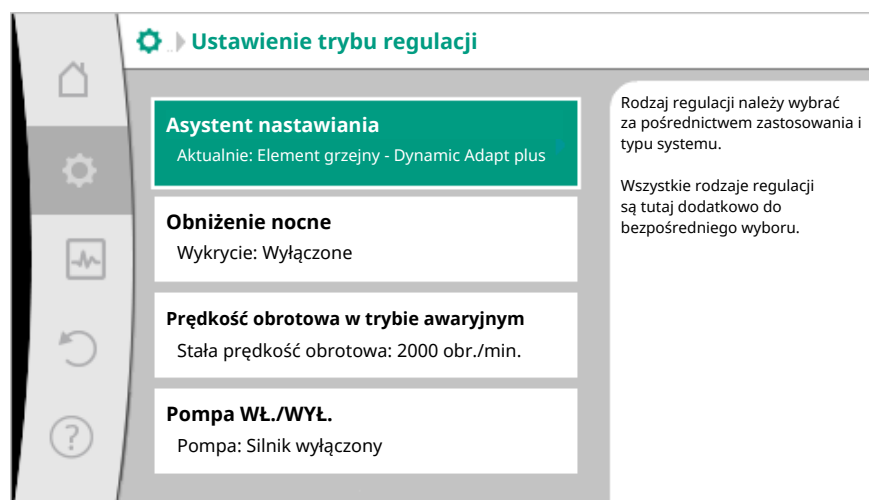 Ustawienie trybu regulacji
Asystent nastawiania
Aktualnie: Element grzejny - Dynamic Adapt plus
Obniżenie nocne
Wykrycie: Wyłączone
Prędkość obrotowa w trybie awaryjnym
Stała prędkość obrotowa: 2000 obr./min.
Pompa WŁ./WYŁ.
Pompa: Silnik wyłączony
Rodzaj regulacji należy wybrać
za pośrednictwem zastosowania i
typu systemu.
Wszystkie rodzaje regulacji
są tutaj dodatkowo do
bezpośredniego wyboru.